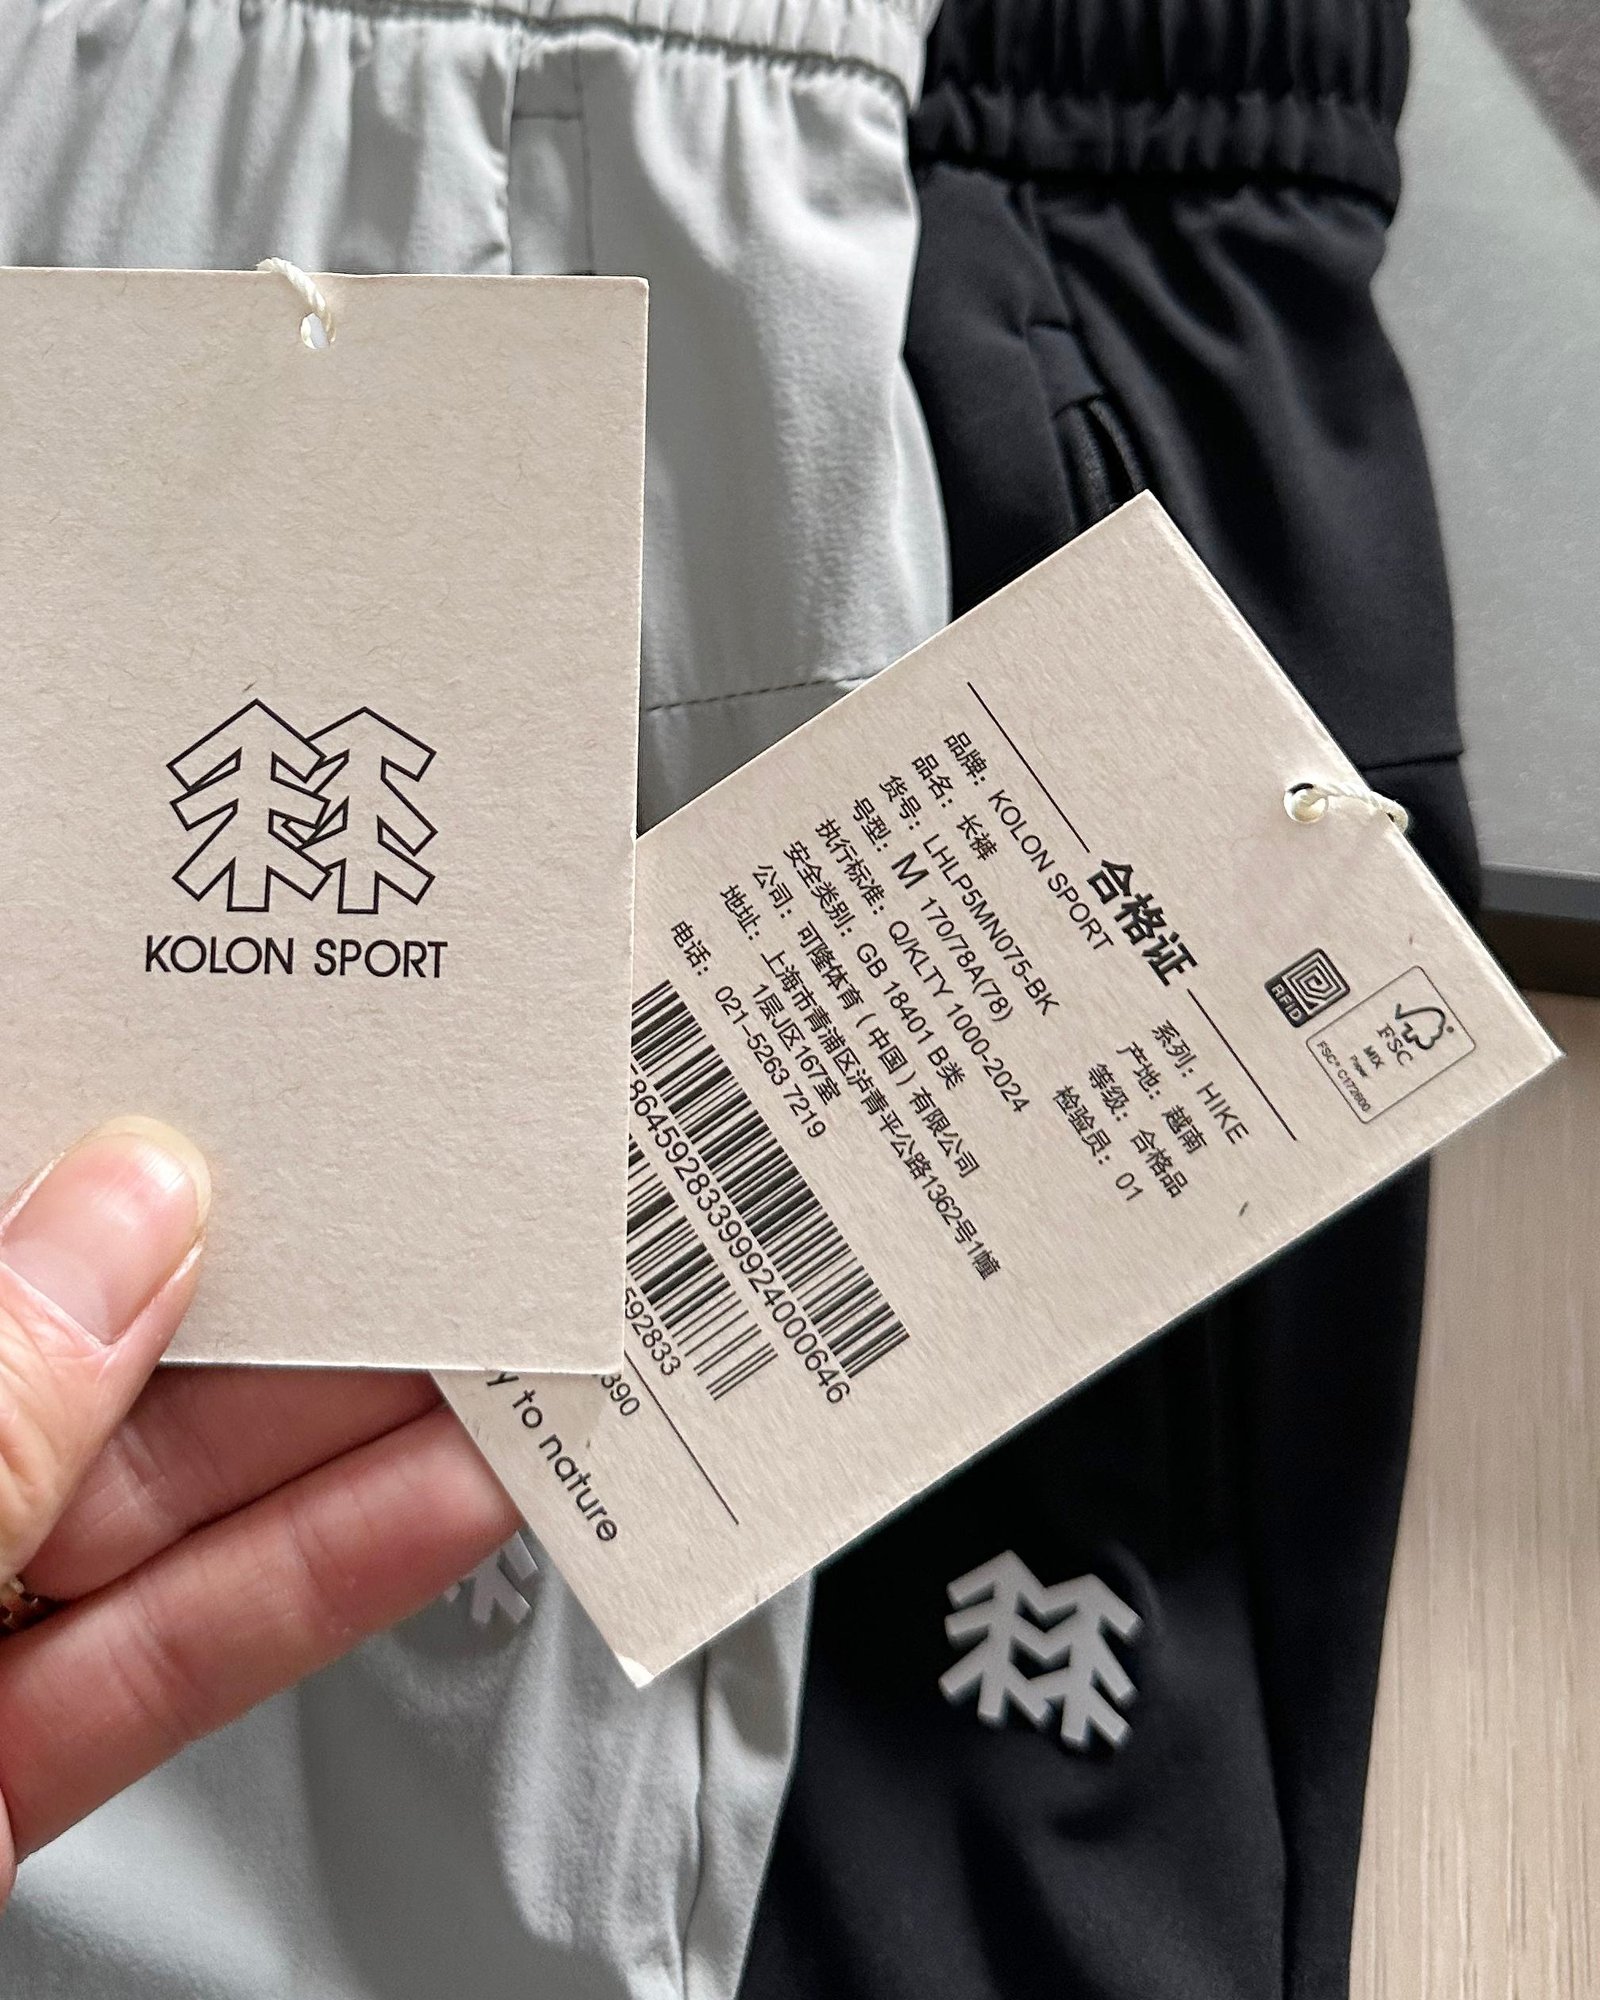 KOLON SPORT
合格证
品牌：KOLON SPORT
系列：HIKE
品名：长裤
产地：越南
货号：LHLP5MN075-BK
等级：合格品
号型：M 170/78A(78)
检验员：01
执行标准：Q/KLTY 1000-2024
安全类别：GB 18401 B类
公司：可隆体育（中国）有限公司
地址：上海市青浦区沪青平公路1362号1幢
1层J区167室
电话：021-5263 7219
864592833999240000646
592833
390
to nature
RFID
FSC
MIX
Paper
FSC® C172600